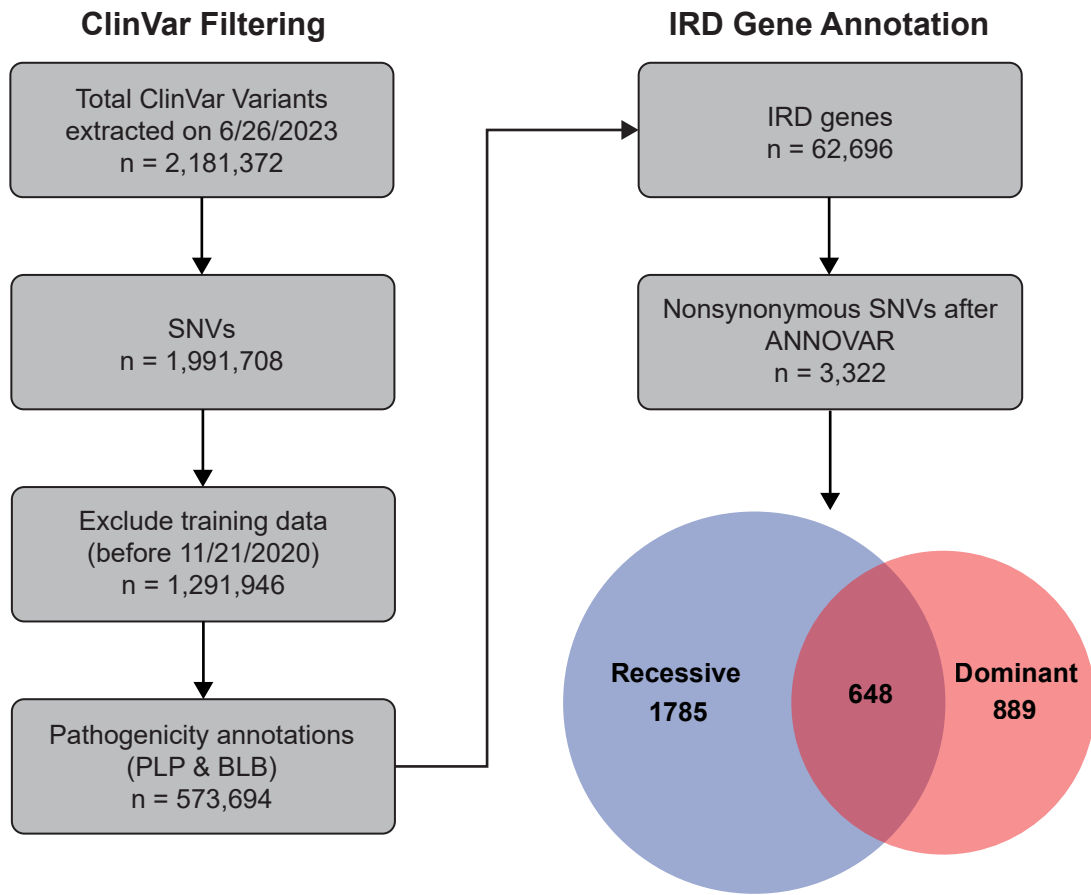 ClinVar Filtering
Total ClinVar Variants
extracted on 6/26/2023
n = 2,181,372
SNVs
n = 1,991,708
Exclude training data
(before 11/21/2020)
n = 1,291,946
Pathogenicity annotations
(PLP & BLB)
n = 573,694
IRD Gene Annotation
IRD genes
n = 62,696
Nonsynonymous SNVs after
ANNOVAR
n = 3,322
Recessive
1785
648
Dominant
889